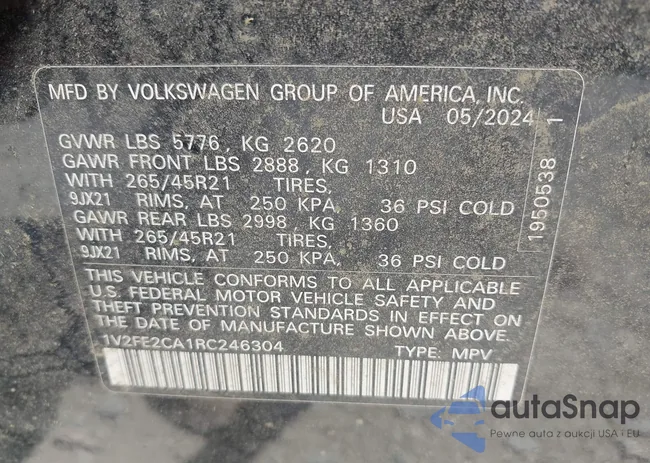 MFD BY VOLKSWAGEN GROUP OF AMERICA, INC.
USA 05/2024
GVWR LBS 5776, KG 2620
GAWR FRONT LBS 2888, KG 1310
WITH 265/45R21 TIRES,
9JX21 RIMS, AT 250 KPA, 36 PSI COLD
GAWR REAR LBS 2998, KG 1360
WITH 265/45R21 TIRES,
9JX21 RIMS, AT 250 KPA, 36 PSI COLD
THIS VEHICLE CONFORMS TO ALL APPLICABLE
U.S. FEDERAL MOTOR VEHICLE SAFETY AND
THEFT PREVENTION STANDARDS IN EFFECT ON
THE DATE OF MANUFACTURE SHOWN ABOVE.
1V2FE2CA1RC246304 TYPE: MPV
1950538 1
autaSnap
Pewne auta z aukcji USA i EU